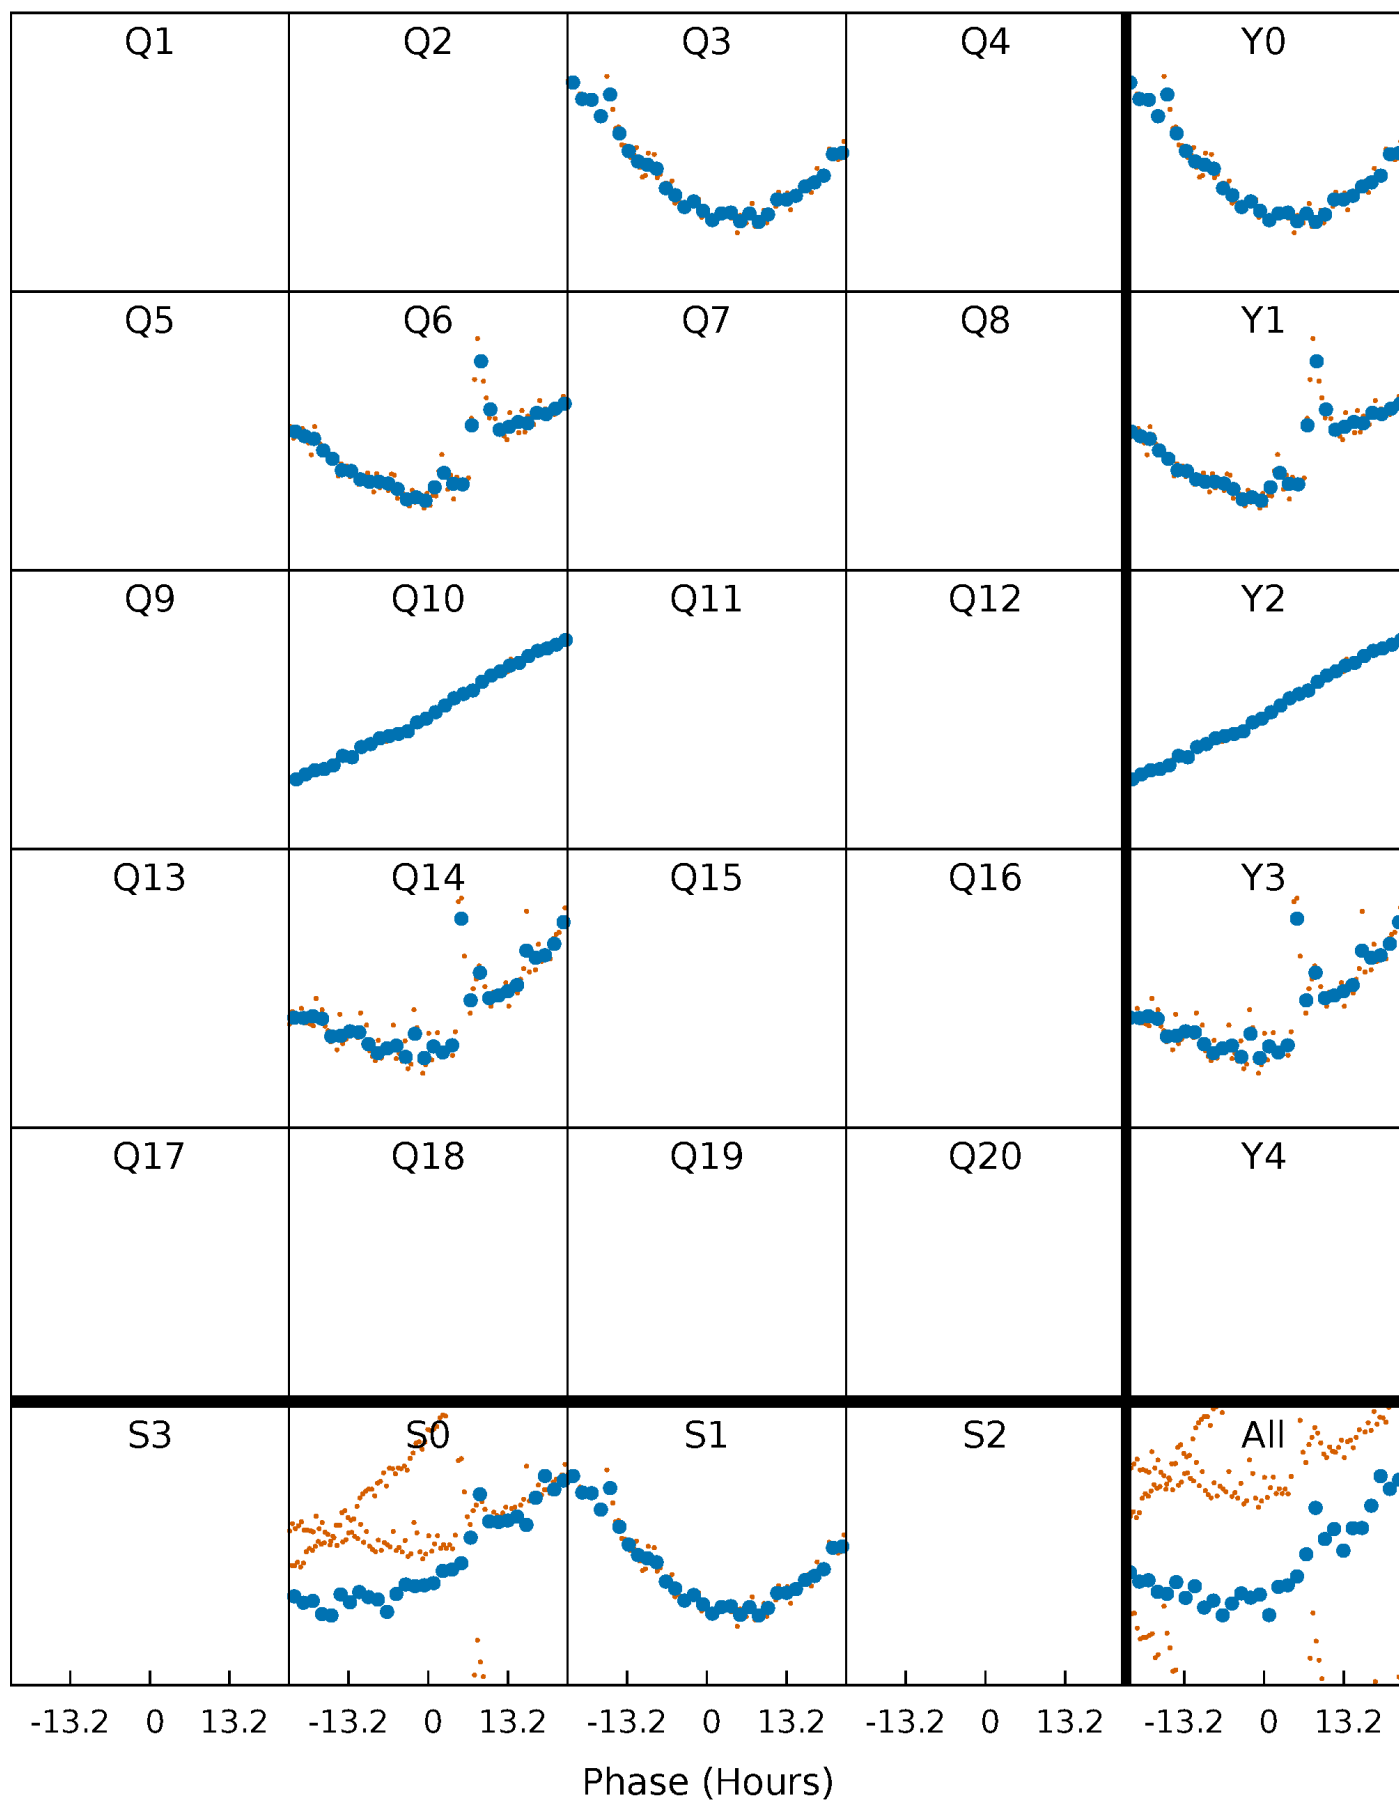 Q1 Q2 Q3 Q4 Y0
Q5 Q6 Q7 Q8 Y1
Q9 Q10 Q11 Q12 Y2
Q13 Q14 Q15 Q16 Y3
Q17 Q18 Q19 Q20 Y4
S3 S0 S1 S2 All
-13.2 0 13.2 -13.2 0 13.2 -13.2 0 13.2 -13.2 0 13.2 -13.2 0 13.2
Phase (Hours)